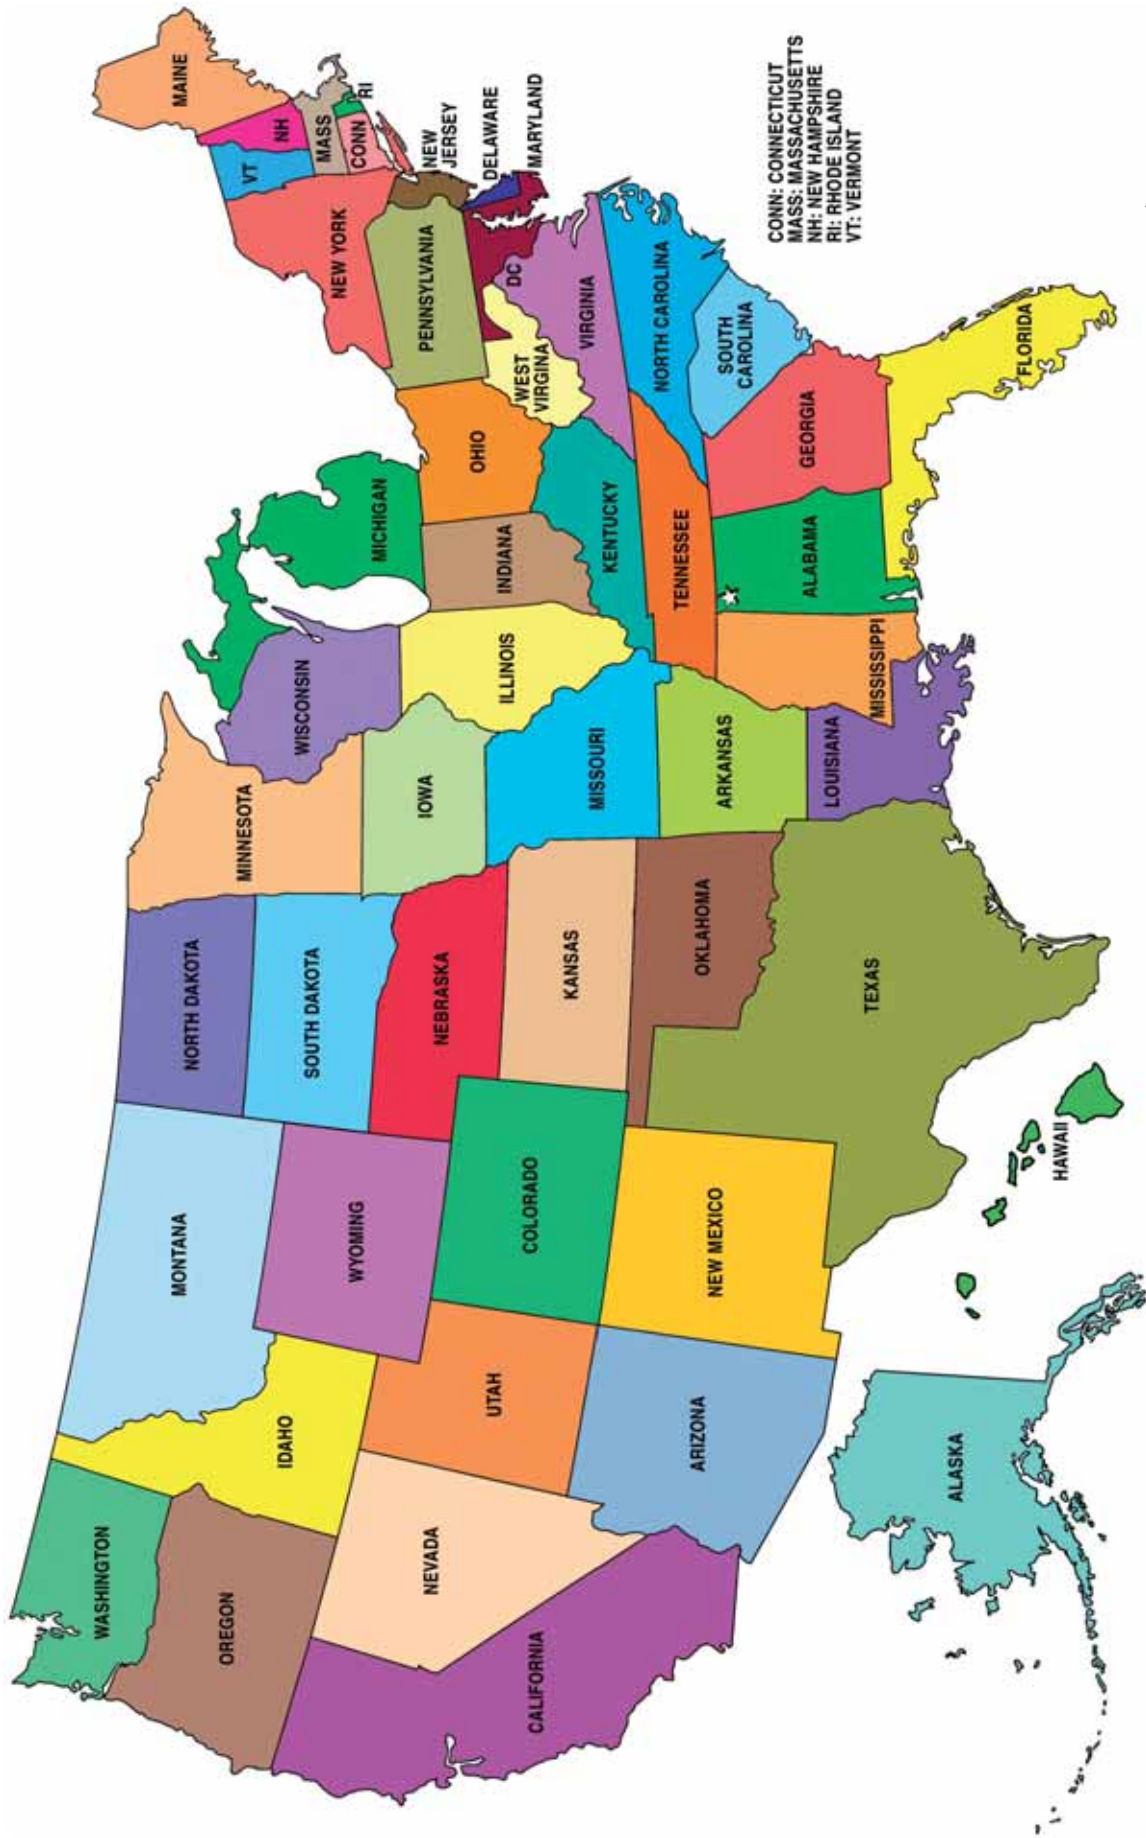 MAINE
VT
NH
MASS
RI
CONN
NEW YORK
NEW
JERSEY
PENNSYLVANIA
DELAWARE
MARYLAND
DC
WEST
VIRGINIA
VIRGINIA
NORTH CAROLINA
SOUTH
CAROLINA
GEORGIA
FLORIDA
OHIO
MICHIGAN
INDIANA
KENTUCKY
TENNESSEE
ALABAMA
MISSISSIPPI
WISCONSIN
ILLINOIS
MINNESOTA
IOWA
MISSOURI
ARKANSAS
LOUISIANA
NORTH DAKOTA
SOUTH DAKOTA
NEBRASKA
KANSAS
OKLAHOMA
TEXAS
MONTANA
WYOMING
COLORADO
NEW MEXICO
IDAHO
UTAH
ARIZONA
WASHINGTON
OREGON
NEVADA
CALIFORNIA
ALASKA
HAWAII
CONN: CONNECTICUT
MASS: MASSACHUSETTS
NH: NEW HAMPSHIRE
RI: RHODE ISLAND
VT: VERMONT